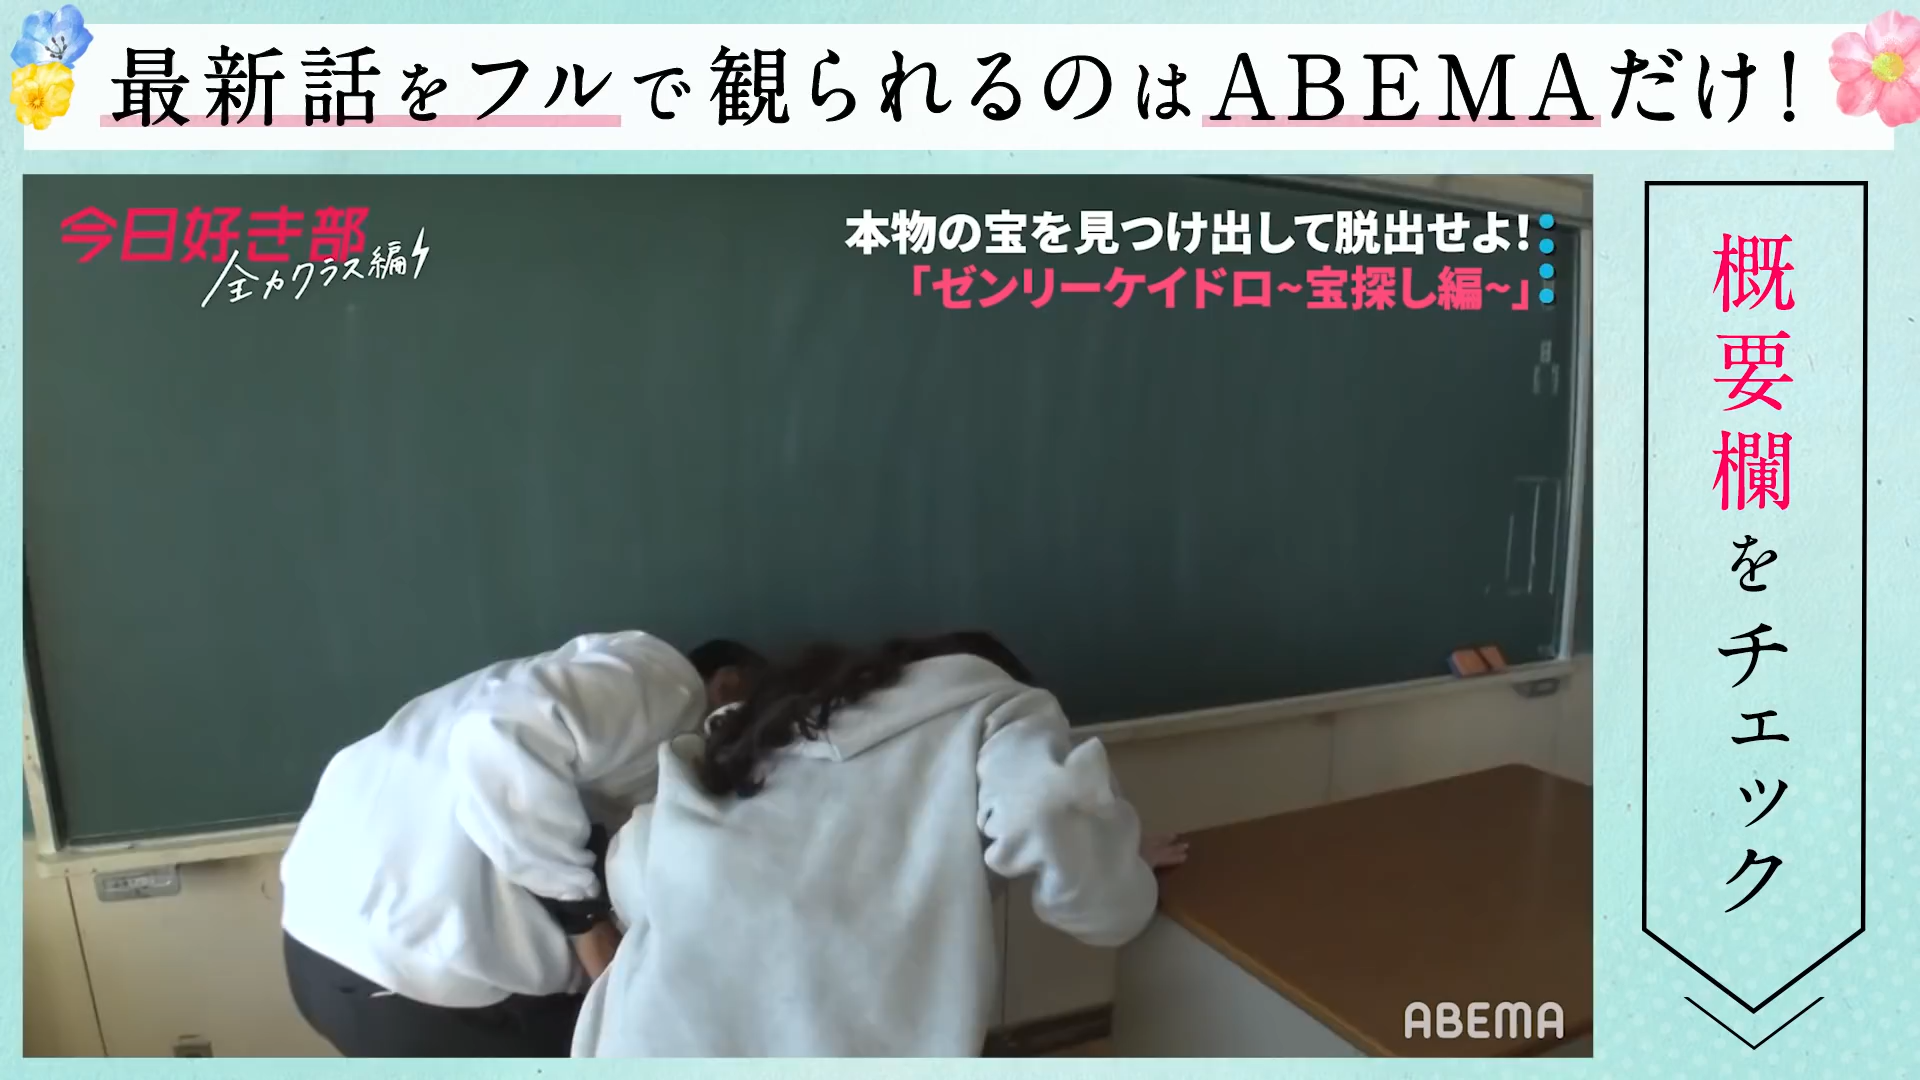 最新話をフルで観られるのはABEMAだけ!
今日好き部
全力クラス編
本物の宝を見つけ出して脱出せよ!
「ゼンリーケイドロ~宝探し編~」
概要欄をチェック
ABEMA